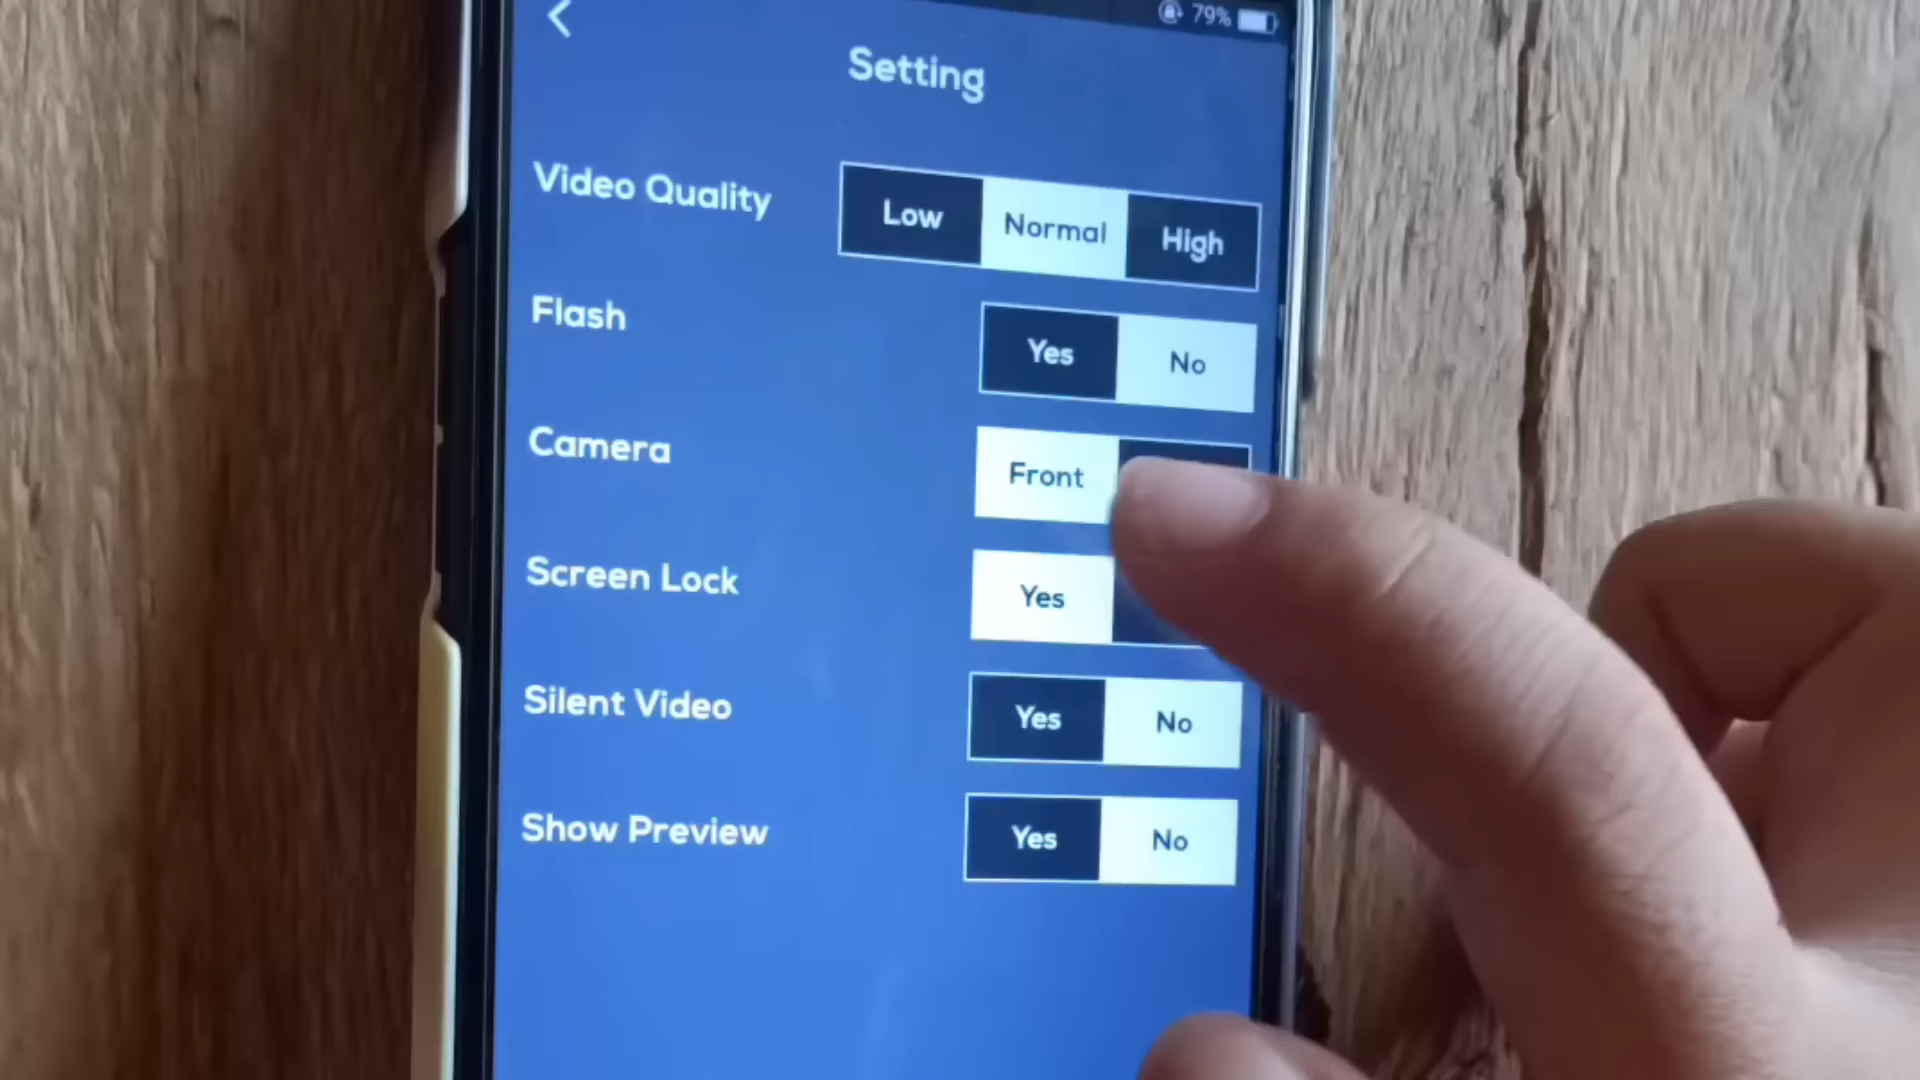 79%
Setting
Video Quality
Low Normal High
Flash
Yes No
Camera
Front
Screen Lock
Yes
Silent Video
Yes No
Show Preview
Yes No